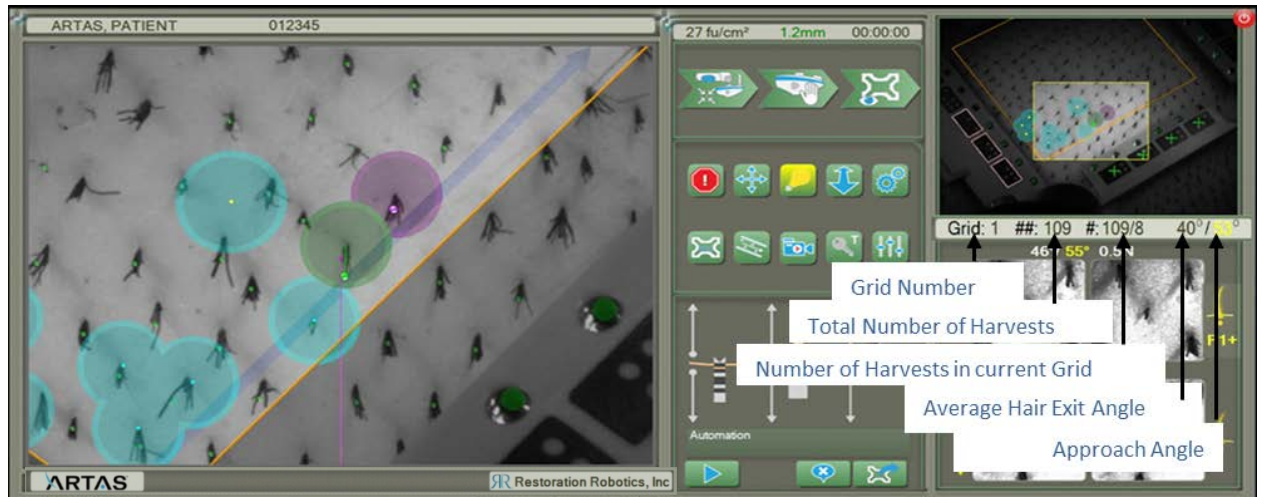 ARTAS, PATIENT 012345
27 fu/cm² 1.2mm 00:00:00
Grid: 1 ##: 109 #: 109/8 40°/53°
55° 0.5N
Grid Number
Total Number of Harvests
F1+
Number of Harvests in current Grid
Average Hair Exit Angle
Automation
Approach Angle
ARTAS
RR Restoration Robotics, Inc